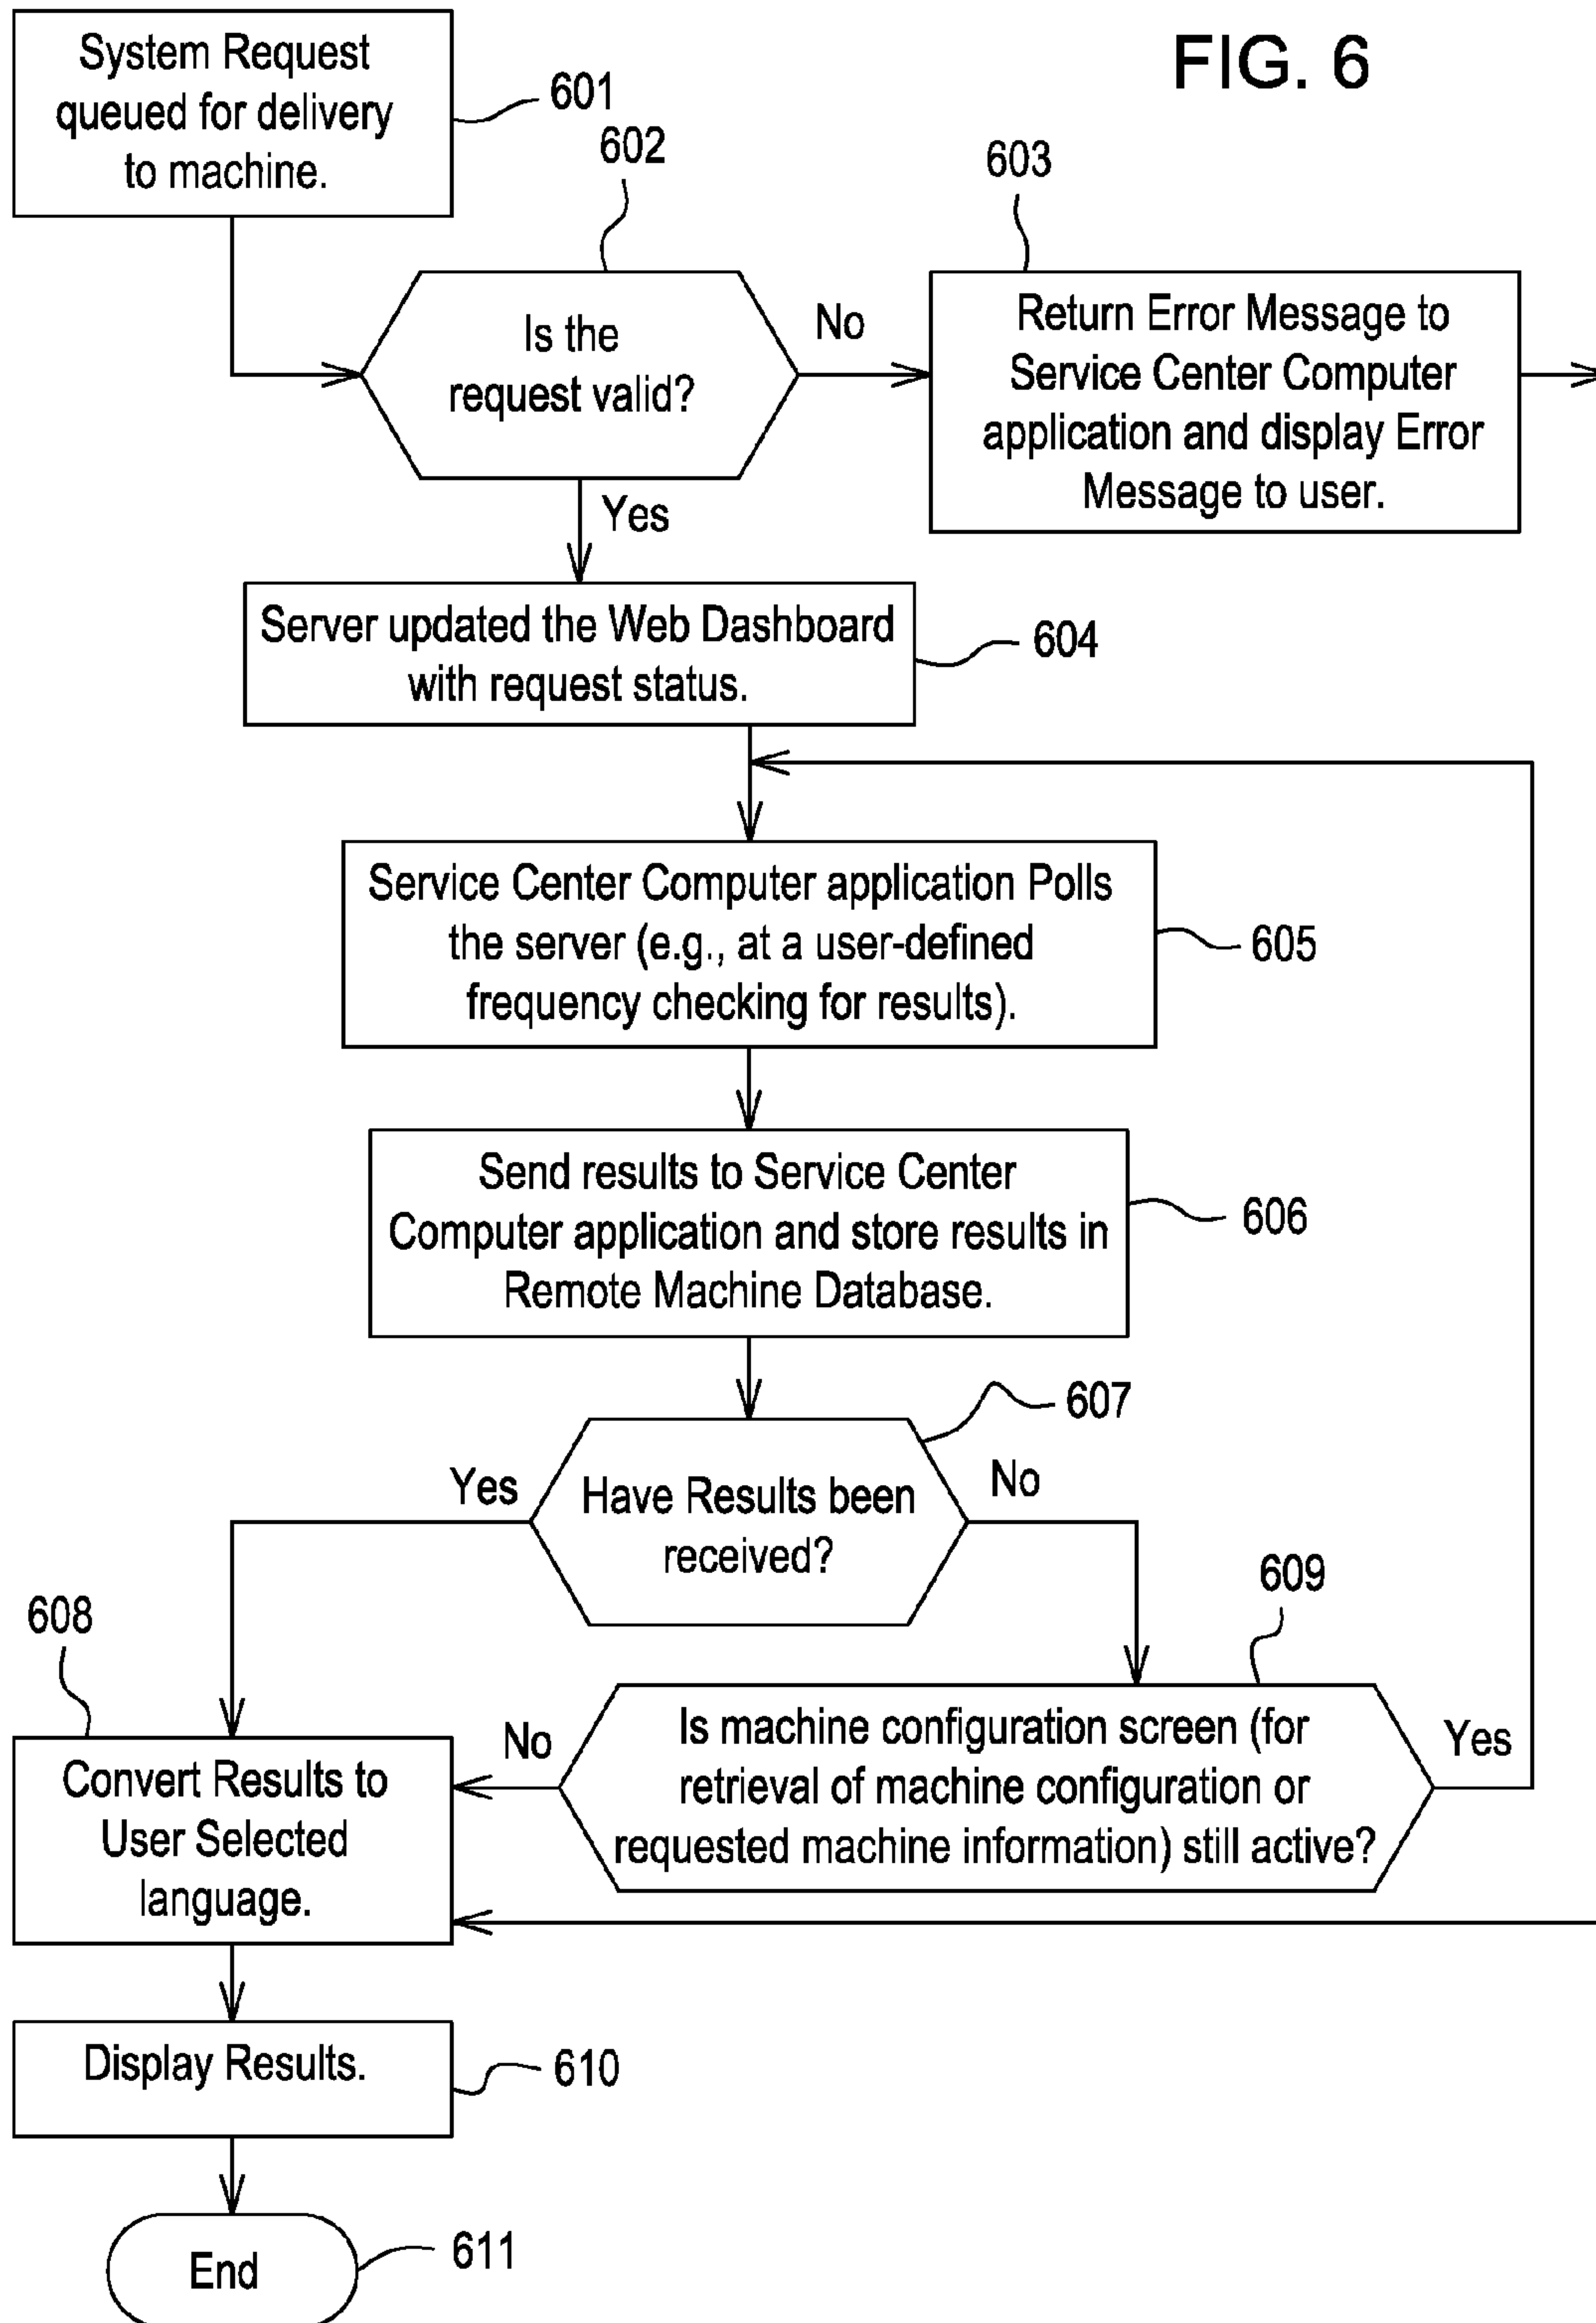 FIG. 6
System Request
queued for delivery
to machine.
601
602
603
Is the
request valid?
No
Return Error Message to
Service Center Computer
application and display Error
Message to user.
Yes
Server updated the Web Dashboard
with request status.
604
Service Center Computer application Polls
the server (e.g., at a user-defined
frequency checking for results).
605
Send results to Service Center
Computer application and store results in
Remote Machine Database.
606
607
Yes
Have Results been
received?
No
608
609
Convert Results to
User Selected
language.
No
Is machine configuration screen (for
retrieval of machine configuration or
requested machine information) still active?
Yes
Display Results.
610
End
611